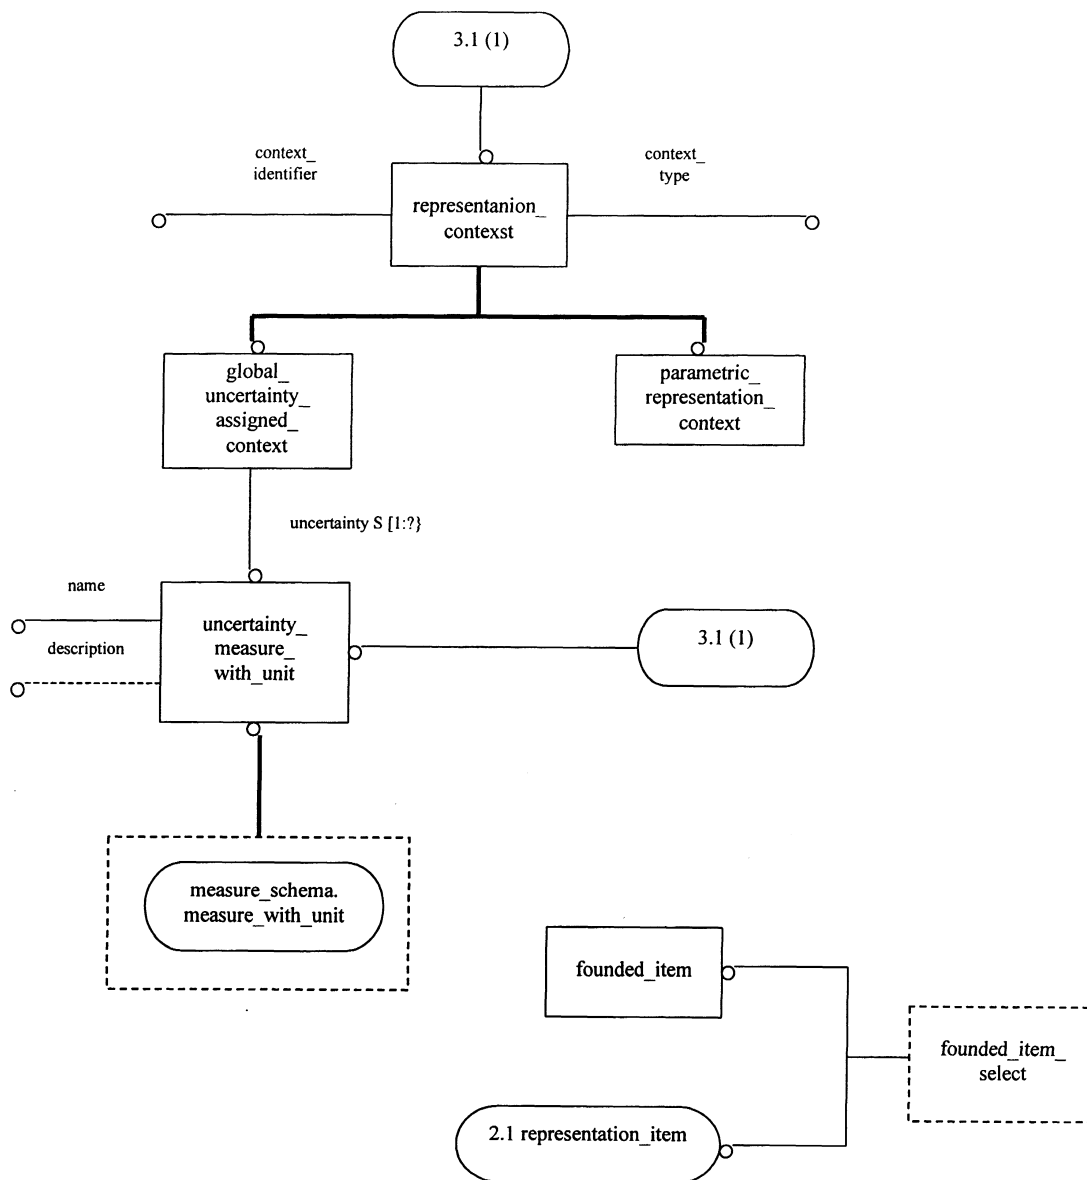 3.1 (1)
context_
identifier
context_
type
representanion_
contexst
global_
uncertainty_
assigned_
context
parametric_
representation_
context
uncertainty S [1:?}
name
description
uncertainty_
measure_
with_unit
3.1 (1)
measure_schema.
measure_with_unit
founded_item
founded_item_
select
2.1 representation_item